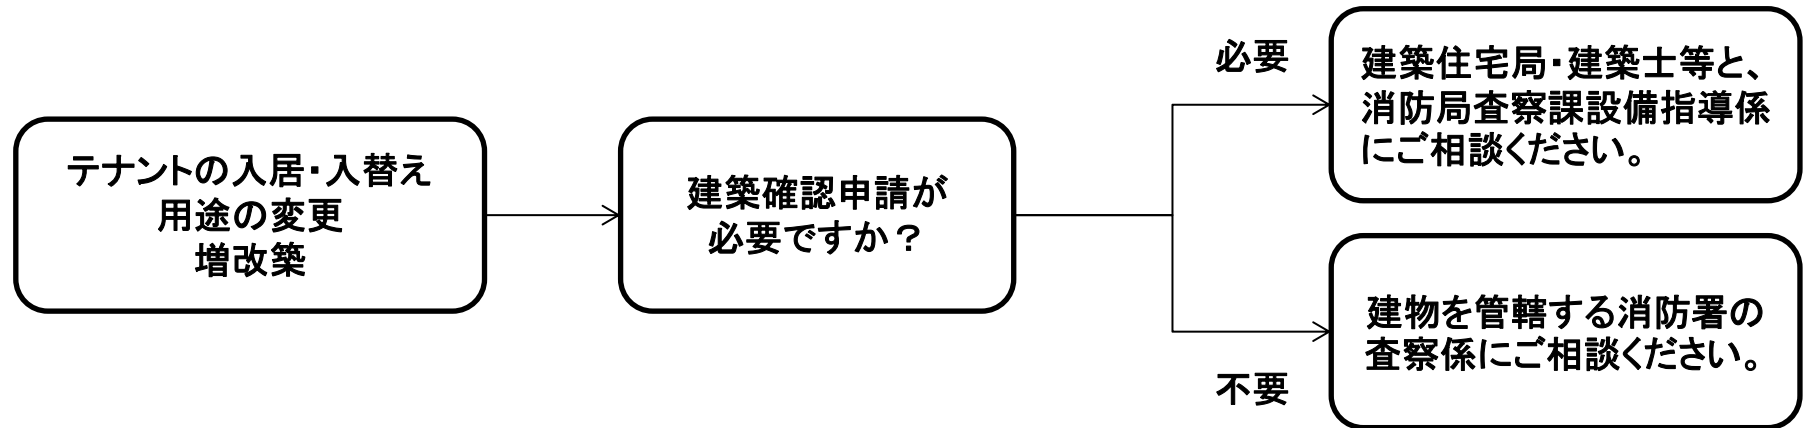 テナントの入居・入替え
用途の変更
増改築
建築確認申請が
必要ですか？
必要
建築住宅局・建築士等と、
消防局査察課設備指導係
にご相談ください。
不要
建物を管轄する消防署の
査察係にご相談ください。